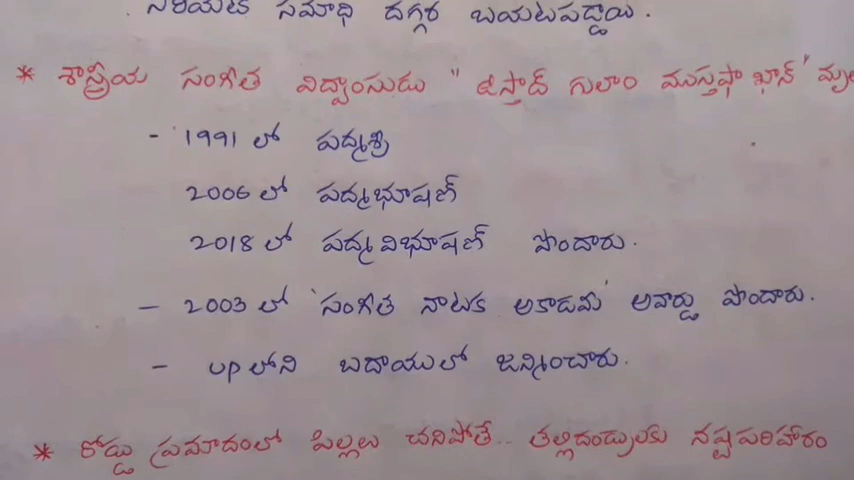 సమాధి దగ్గర బయటపడ్డాయి.
* శాస్త్రీయ సంగీత విద్వాంసుడు " ఉస్తాద్ గులాం ముస్తఫా ఖాన్ '
- 1991 లో పద్మశ్రీ
2006 లో పద్మభూషణ్
2018 లో పద్మవిభూషణ్ పొందారు.
- 2003 లో 'సంగీత నాటక అకాడమీ' అవార్డు పొందారు.
- UP లోని బదాయులో జన్మించారు.
* రోడ్డు ప్రమాదంలో పిల్లలు చనిపోతే.. తల్లిదండ్రులకు నష్టపరిహారం